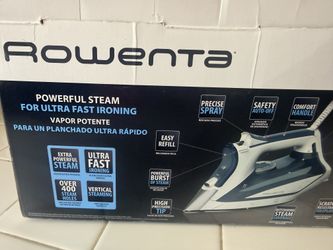 Rowenta
POWERFUL STEAM
FOR ULTRA FAST IRONING
VAPOR POTENTE
PARA UN PLANCHADO ULTRA RÁPIDO
PRECISE
SPRAY
SAFETY
AUTO-OFF
COMFORT
HANDLE
EASY
REFILL
EXTRA
POWERFUL
STEAM
ULTRA
FAST
IRONING
POWERFUL
BURST
OF STEAM
OVER
400
STEAM
HOLES
VERTICAL
STEAMING
HIGH
TIP
STEAM